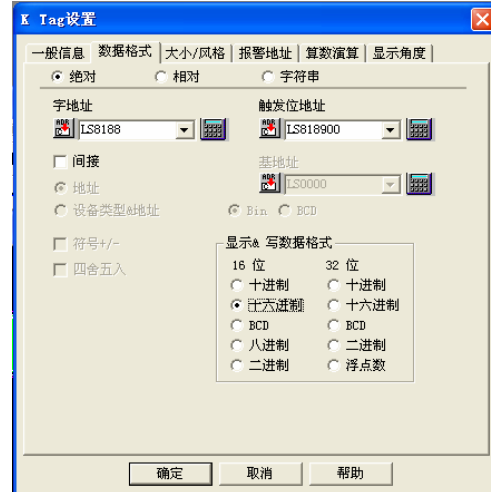 K Tag设置
一般信息 数据格式 大小/风格 报警地址 算数演算 显示角度
绝对 相对 字符串
字地址 触发位地址
ADR LS8188 ADR LS818900
间接 基地址
地址 ADR LS0000
设备类型&地址 Bin BCD
符号+/- 显示& 写数据格式
四舍五入 16 位 32 位
十进制 十进制
十六进制 十六进制
BCD BCD
八进制 二进制
二进制 浮点数
确定 取消 帮助